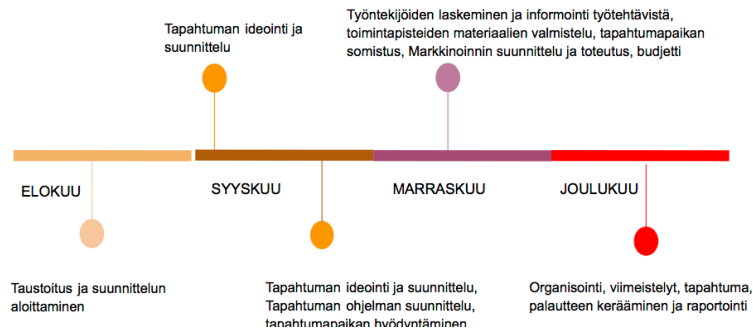 Tapahtuman ideointi ja
suunnittelu
Työntekijöiden laskeminen ja informointi työtehtävistä,
toimintapisteiden materiaalien valmistelu, tapahtumapaikan
somistus, Markkinoinnin suunnittelu ja toteutus, budjetti
ELOKUU
SYYSKUU
MARRASKUU
JOULUKUU
Taustoitus ja suunnittelun
aloittaminen
Tapahtuman ideointi ja suunnittelu,
Tapahtuman ohjelman suunnittelu,
tapahtumapaikan hyödyntäminen
Organisointi, viimeistelyt, tapahtuma,
palautteen kerääminen ja raportointi